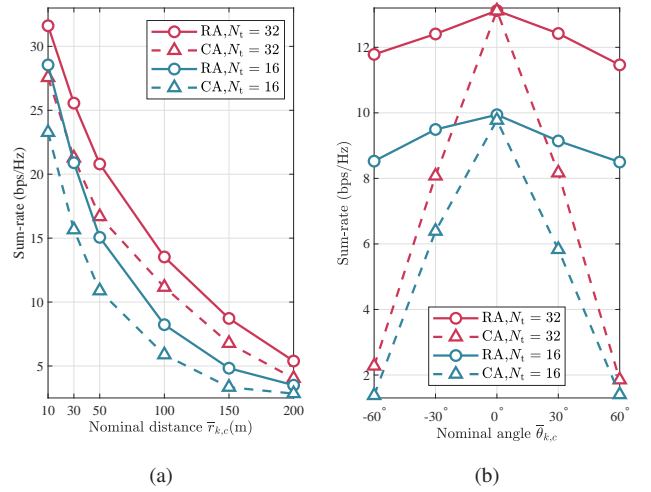 RA,N_t = 32
CA,N_t = 32
RA,N_t = 16
CA,N_t = 16
30
25
20
15
10
5
Sum-rate (bps/Hz)
10 30 50 100 150 200
Nominal distance r̅_{k,c}(m)
(a)
12
10
8
6
4
2
Sum-rate (bps/Hz)
RA,N_t = 32
CA,N_t = 32
RA,N_t = 16
CA,N_t = 16
-60° -30° 0° 30° 60°
Nominal angle θ̅_{k,c}
(b)